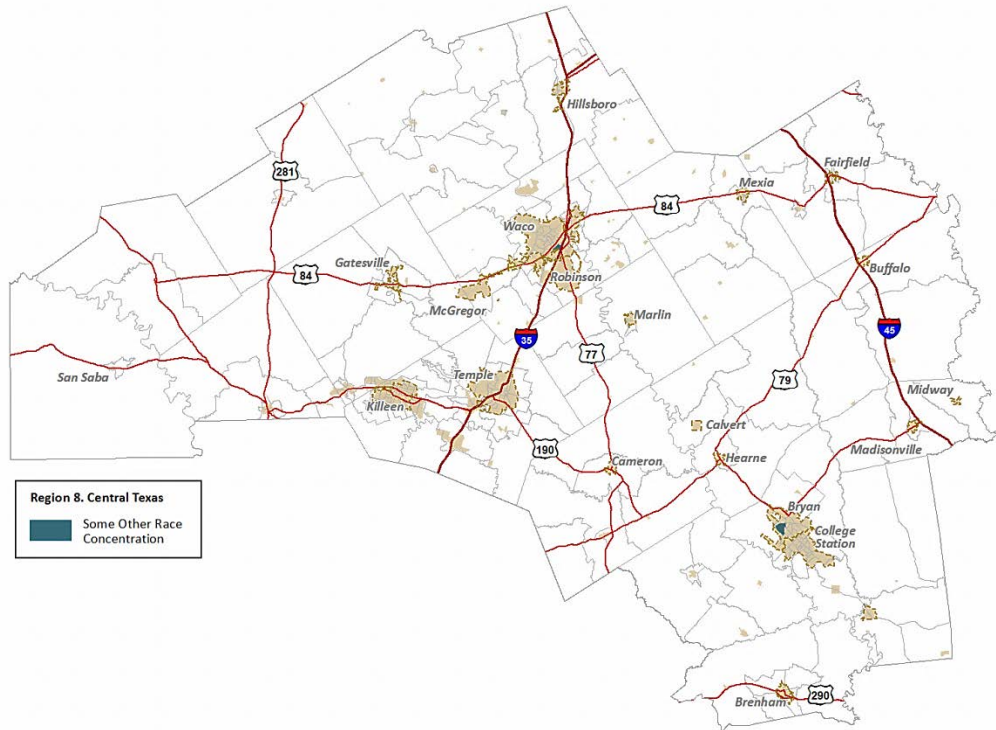 Hillsboro
281
Fairfield
Mexia
84
Waco
Gatesville
84
Robinson
Buffalo
McGregor
Marlin
35
45
77
San Saba
Temple
79
Midway
Killeen
Calvert
190
Madisonville
Cameron
Hearne
Region 8. Central Texas
Some Other Race
Concentration
Bryan
College
Station
Brenham
290